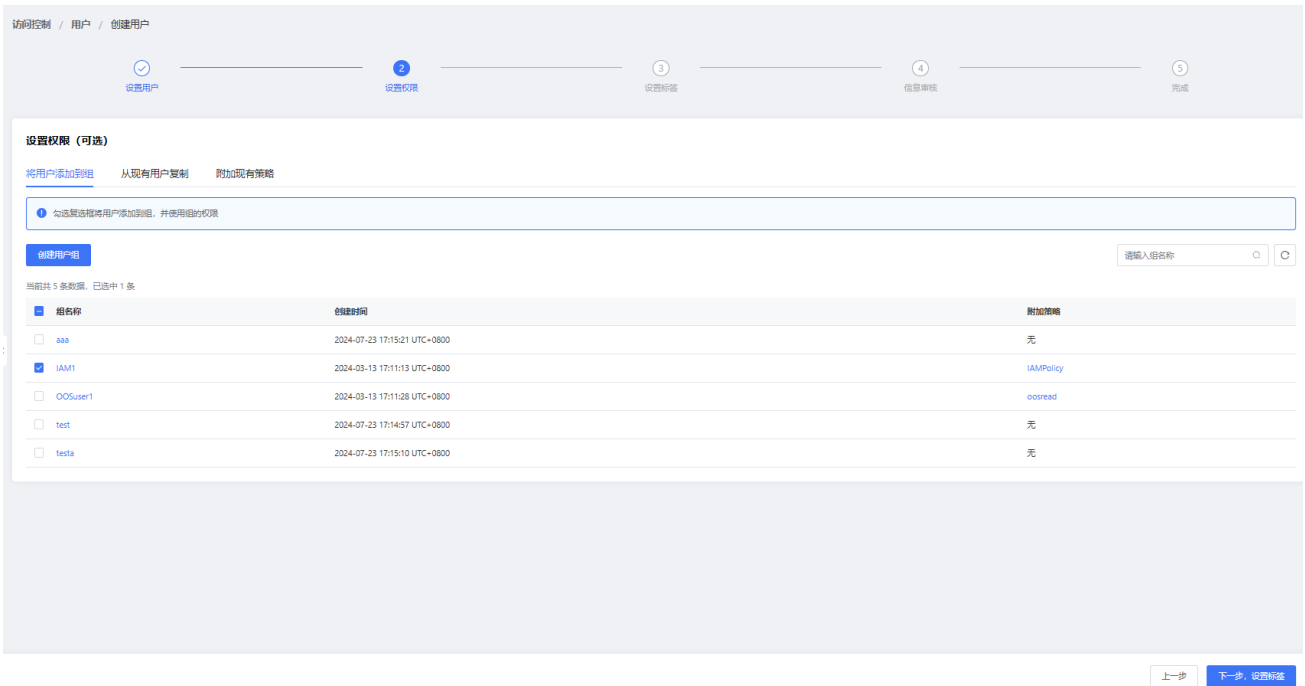 访问控制 / 用户 / 创建用户
2 3 4 5
设置用户 设置权限 设置标签 信息审核 完成
设置权限（可选）
将用户添加到组 从现有用户复制 附加现有策略
勾选复选框将用户添加到组，并使用组的权限
创建用户组 请输入组名称
当前共 5 条数据，已选中 1 条
组名称 创建时间 附加策略
aaa 2024-07-23 17:15:21 UTC+0800 无
IAM1 2024-03-13 17:11:13 UTC+0800 IAMPolicy
OOSuser1 2024-03-13 17:11:28 UTC+0800 oosread
test 2024-07-23 17:14:57 UTC+0800 无
testa 2024-07-23 17:15:10 UTC+0800 无
上一步 下一步，设置标签